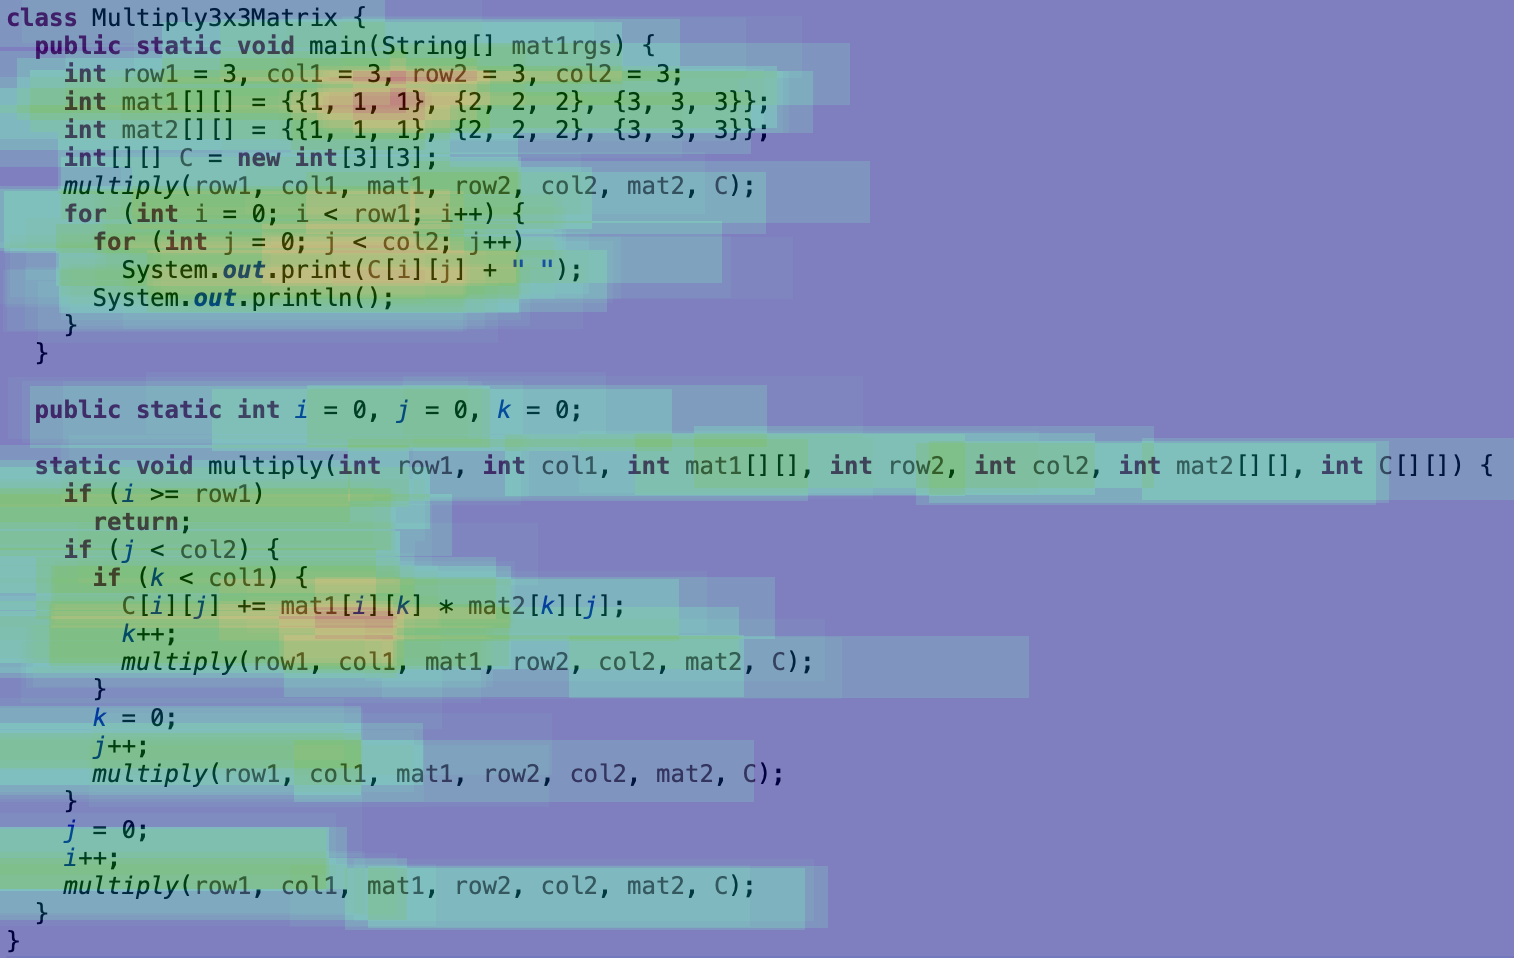 class Multiply3x3Matrix {
  public static void main(String[] mat1rgs) {
    int row1 = 3, col1 = 3, row2 = 3, col2 = 3;
    int mat1[][] = {{1, 1, 1}, {2, 2, 2}, {3, 3, 3}};
    int mat2[][] = {{1, 1, 1}, {2, 2, 2}, {3, 3, 3}};
    int[][] C = new int[3][3];
    multiply(row1, col1, mat1, row2, col2, mat2, C);
    for (int i = 0; i < row1; i++) {
      for (int j = 0; j < col2; j++)
        System.out.print(C[i][j] + " ");
      System.out.println();
    }
  }
  public static int i = 0, j = 0, k = 0;
  static void multiply(int row1, int col1, int mat1[][], int row2, int col2, int mat2[][], int C[][]) {
    if (i >= row1)
      return;
    if (j < col2) {
      if (k < col1) {
        C[i][j] += mat1[i][k] * mat2[k][j];
        k++;
        multiply(row1, col1, mat1, row2, col2, mat2, C);
      }
      k = 0;
      j++;
      multiply(row1, col1, mat1, row2, col2, mat2, C);
    }
    j = 0;
    i++;
    multiply(row1, col1, mat1, row2, col2, mat2, C);
  }
}